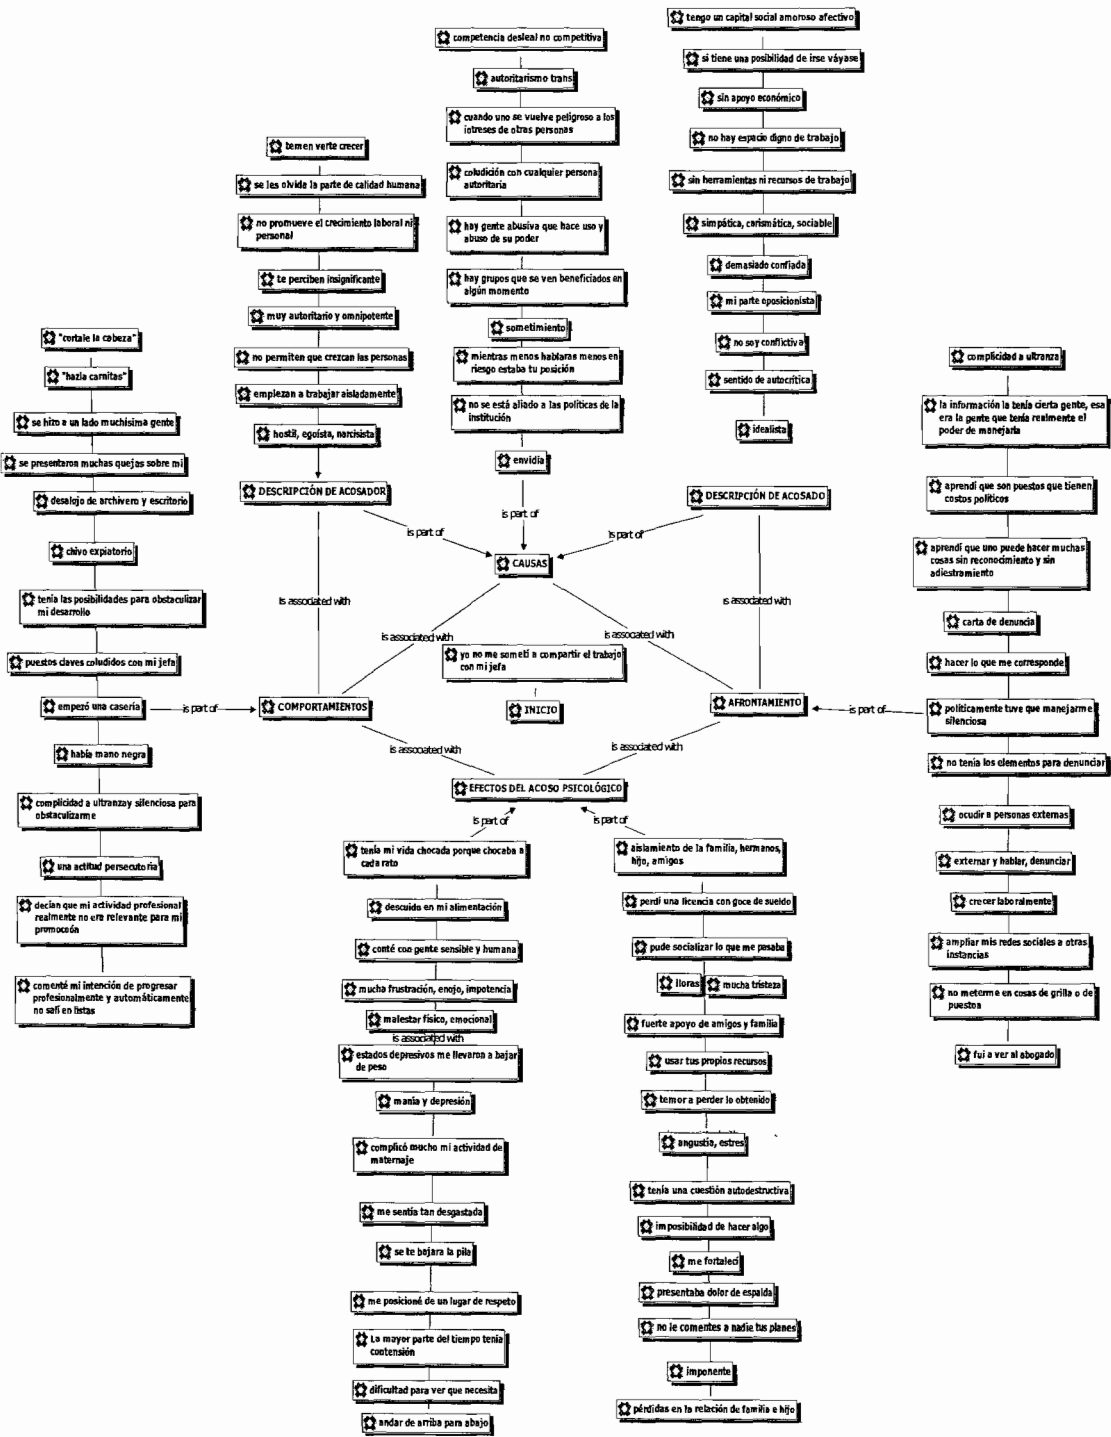 tengo un capital social amoroso afectivo
si tiene una posibilidad de irse váyase
sin apoyo económico
no hay espacio digno de trabajo
sin herramientas ni recursos de trabajo
simpática, carismática, sociable
demasiado confiada
mi parte oposicionista
no soy conflictiva
sentido de autocrítica
idealista
DESCRIPCIÓN DE ACOSADO
competencia desleal no competitiva
autoritarismo trans
cuando uno se vuelve peligroso a los
intreses de otras personas
coludición con cualquier persona
autoritaria
hay gente abusiva que hace uso y
abuso de su poder
hay grupos que se ven beneficiados en
algún momento
sometimiento
mientras menos hablaras menos en
riesgo estaba tu posición
no se está aliado a las políticas de la
institución
envidia
is part of
CAUSAS
temen verte crecer
se les olvida la parte de calidad humana
no promueve el crecimiento laboral ni
personal
te perciben insignificante
muy autoritario y omnipotente
no permiten que crezcan las personas
empiezan a trabajar aisladamente
hostil, egoísta, narcisista
DESCRIPCIÓN DE ACOSADOR
is part of
is part of
is associated with
is associated with
is associated with
is associated with
yo no me sometí a compartir el trabajo
con mi jefa
INICIO
"cortale la cabeza"
"hazla carnitas"
se hizo a un lado muchísima gente
se presentaron muchas quejas sobre mi
desalojo de archivero y escritorio
chivo expiatorio
tenía las posibilidades para obstaculizar
mi desarrollo
puestos claves coludidos con mi jefa
empezó una casería
is part of
COMPORTAMIENTOS
había mano negra
complicidad a ultranzay silenciosa para
obstaculizarme
una actitud persecutoria
decían que mi actividad profesional
realmente no era relevante para mi
promocoón
comenté mi intención de progresar
profesionalmente y automáticamente
no salí en listas
complicidad a ultranza
la información la tenía cierta gente, esa
era la gente que tenía realmente el
poder de manejarla
aprendí que son puestos que tienen
costos políticos
aprendí que uno puede hacer muchas
cosas sin reconocimiento y sin
adiestramiento
carta de denuncia
hacer lo que me corresponde
políticamente tuve que manejarme
silenciosa
is part of
AFRONTAMIENTO
no tenía los elementos para denunciar
ocudir a personas externas
externar y hablar, denunciar
crecer laboralmente
ampliar mis redes sociales a otras
instancias
no meterme en cosas de grilla o de
puestos
fui a ver al abogado
is associated with
is associated with
EFECTOS DEL ACOSO PSICOLÓGICO
is part of
is part of
tenía mi vida chocada porque chocaba a
cada rato
descuido en mi alimentación
conté con gente sensible y humana
mucha frustración, enojo, impotencia
malestar físico, emocional
is associated with
estados depresivos me llevaron a bajar
de peso
mania y depresión
complicó mucho mi actividad de
maternaje
me sentía tan desgastada
se te bajara la pila
me posicioné de un lugar de respeto
La mayor parte del tiempo tenía
contensión
dificultad para ver que necesita
andar de arriba para abajo
aislamiento de la familia, hermanos,
hijo, amigos
perdí una licencia con goce de sueldo
pude socializar lo que me pasaba
lloras
mucha tristeza
fuerte apoyo de amigos y familia
usar tus propios recursos
temor a perder lo obtenido
angustia, estres
tenía una cuestión autodestructiva
imposibilidad de hacer algo
me fortalecí
presentaba dolor de espalda
no le comentes a nadie tus planes
imponente
pérdidas en la relación de familia e hijo